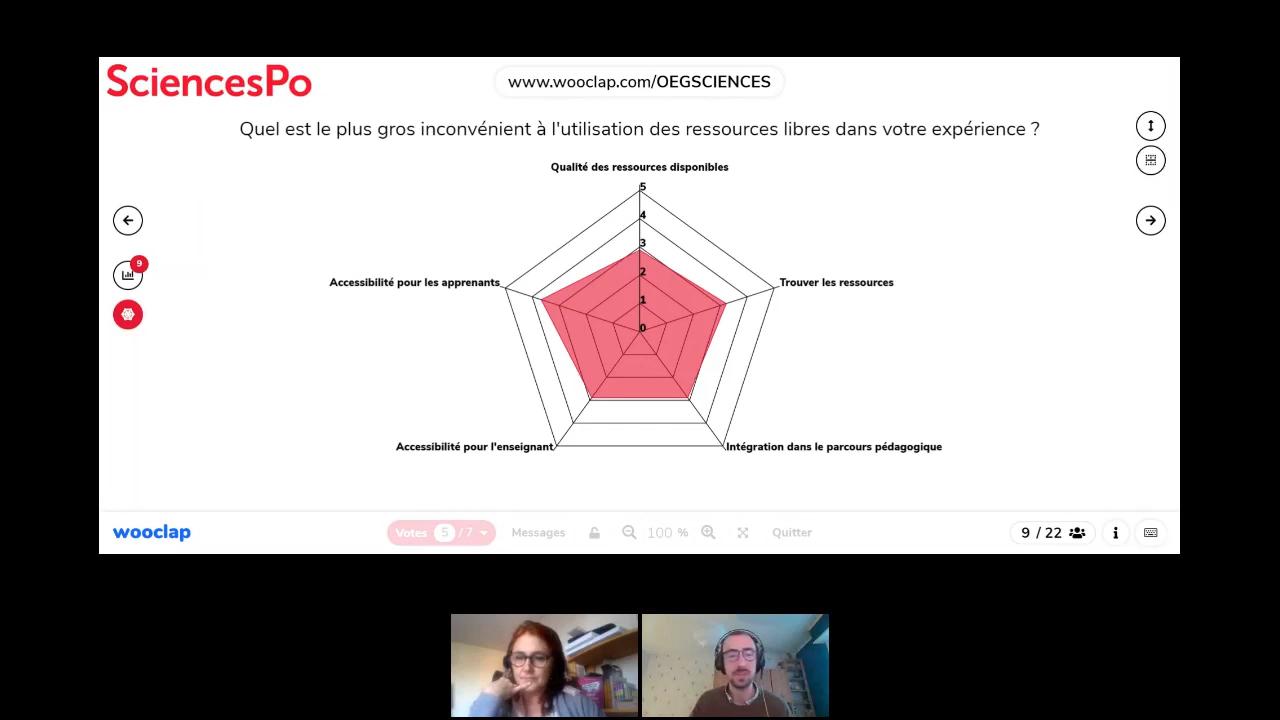 SciencesPo
www.wooclap.com/OEGSCIENCES
Quel est le plus gros inconvénient à l'utilisation des ressources libres dans votre expérience ?
Qualité des ressources disponibles
5
4
3
2
1
0
Accessibilité pour les apprenants
Trouver les ressources
Accessibilité pour l'enseignant
Intégration dans le parcours pédagogique
9
wooclap
Votes 5 / 7
Messages
100 %
Quitter
9 / 22